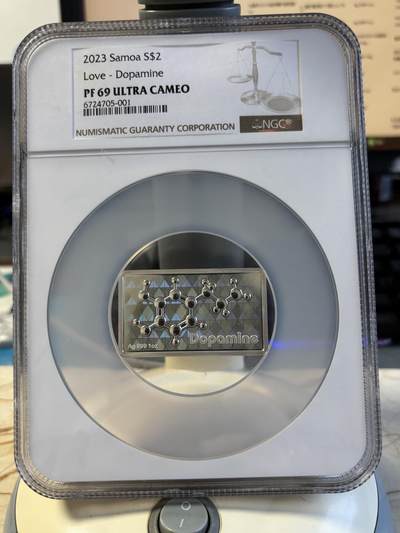 2023 Samoa S$2
Love - Dopamine
PF 69 ULTRA CAMEO
6724705-001
NUMISMATIC GUARANTY CORPORATION
NGC
Dopamine
Ag 999 1oz